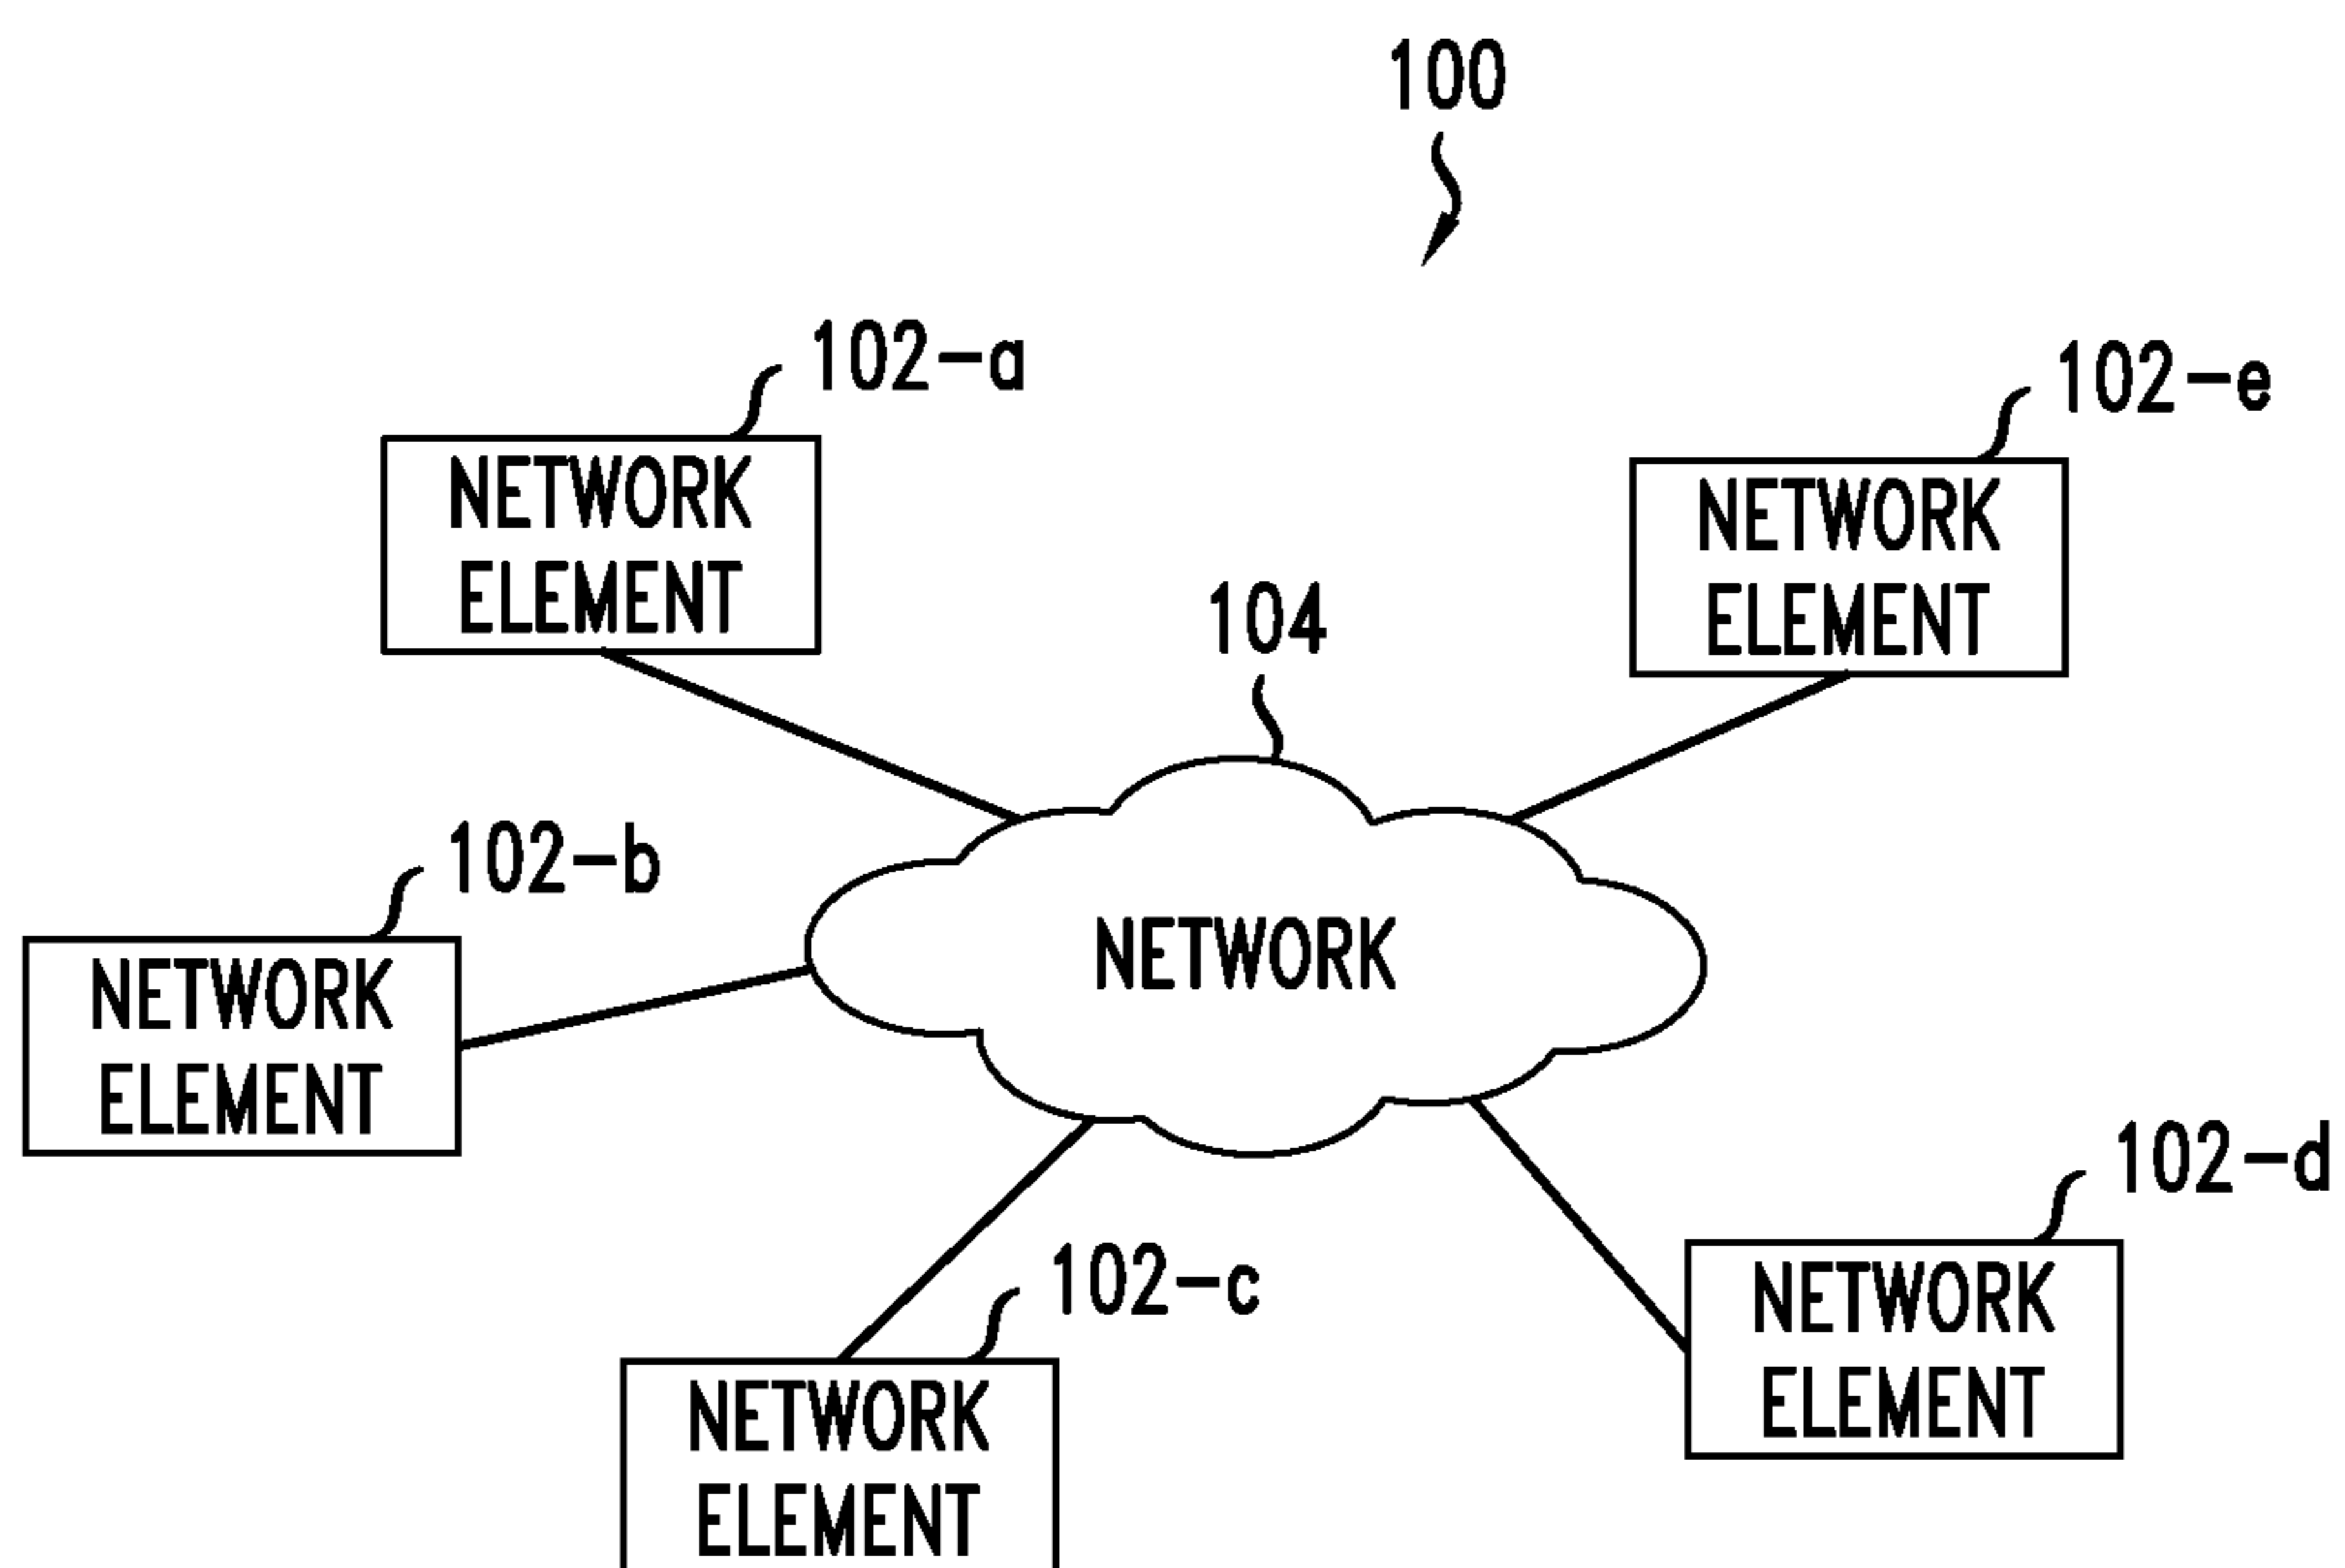 100
102-a
NETWORK
ELEMENT
102-e
NETWORK
ELEMENT
104
NETWORK
102-b
NETWORK
ELEMENT
102-c
NETWORK
ELEMENT
102-d
NETWORK
ELEMENT